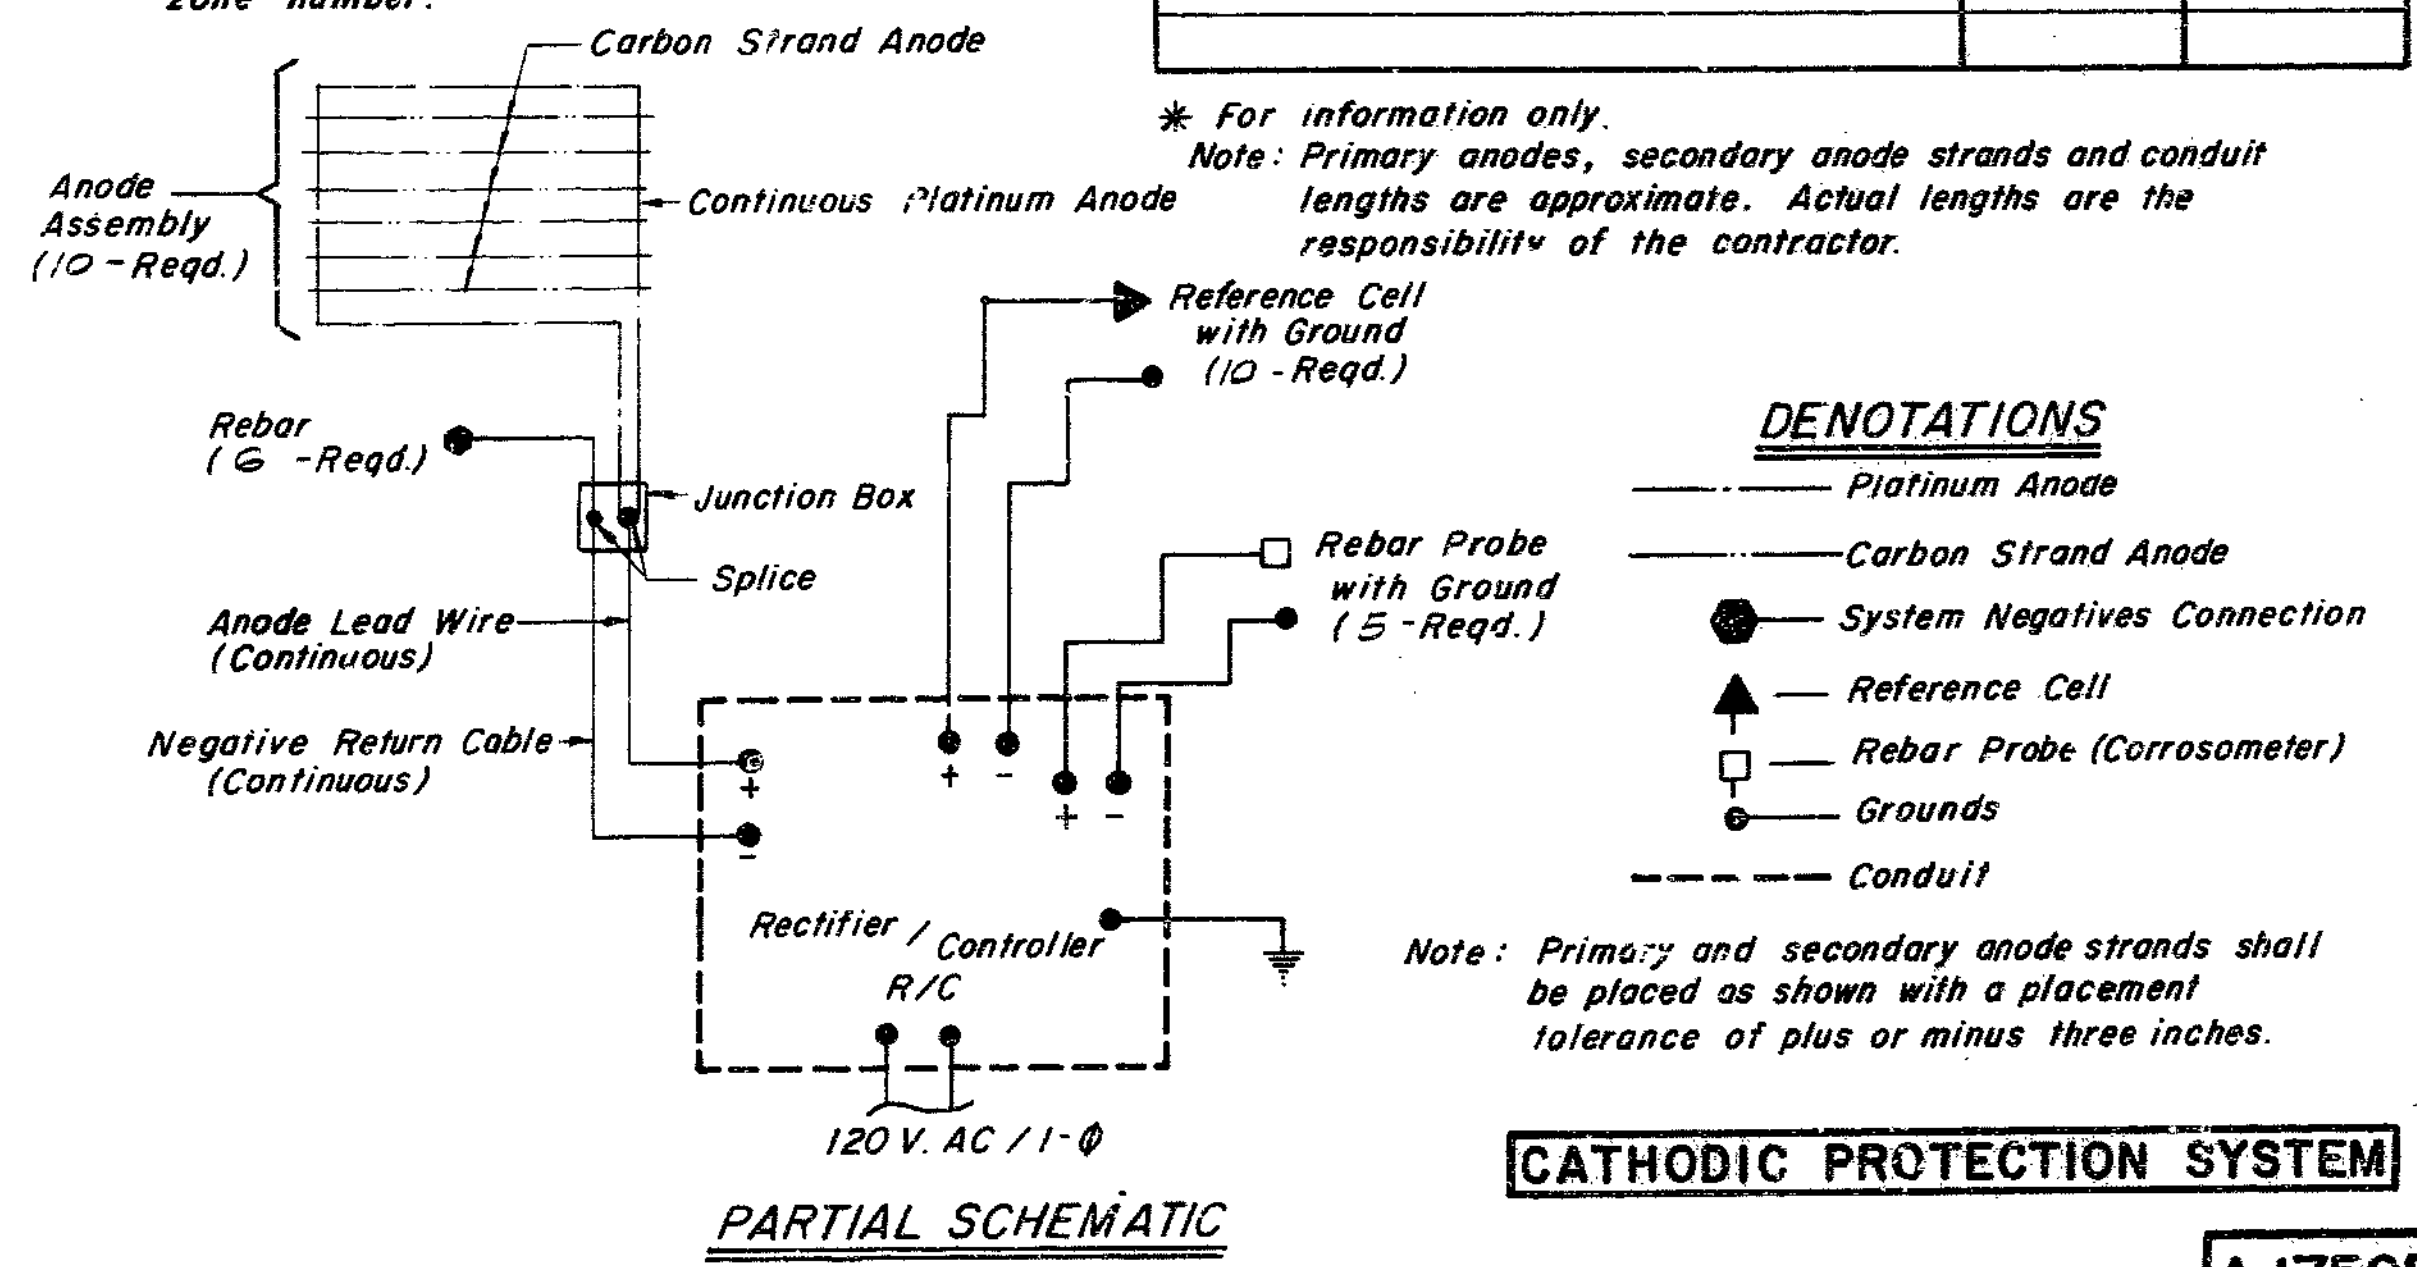 zone number.
Carbon Strand Anode
Anode
Assembly
(10 - Reqd.)
Continuous Platinum Anode
* For information only.
Note: Primary anodes, secondary anode strands and conduit
lengths are approximate. Actual lengths are the
responsibility of the contractor.
Reference Cell
with Ground
(10 - Reqd.)
Rebar
(6 - Reqd.)
Junction Box
Splice
Anode Lead Wire
(Continuous)
Negative Return Cable
(Continuous)
Rebar Probe
with Ground
(5 - Reqd.)
+
-
+ -
+ -
Rectifier / Controller
R/C
120 V. AC / 1-Φ
PARTIAL SCHEMATIC
DENOTATIONS
Platinum Anode
Carbon Strand Anode
System Negatives Connection
Reference Cell
Rebar Probe (Corrosometer)
Grounds
Conduit
Note: Primary and secondary anode strands shall
be placed as shown with a placement
tolerance of plus or minus three inches.
CATHODIC PROTECTION SYSTEM